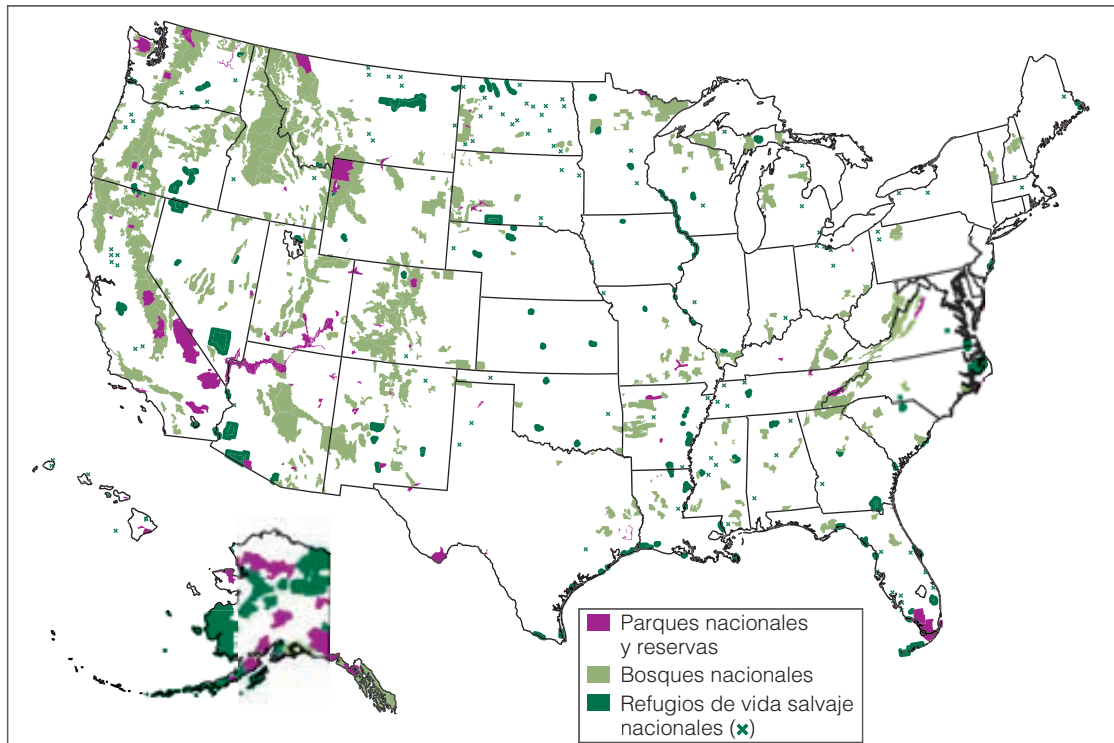 Parques nacionales
y reservas
Bosques nacionales
Refugios de vida salvaje
nacionales (×)